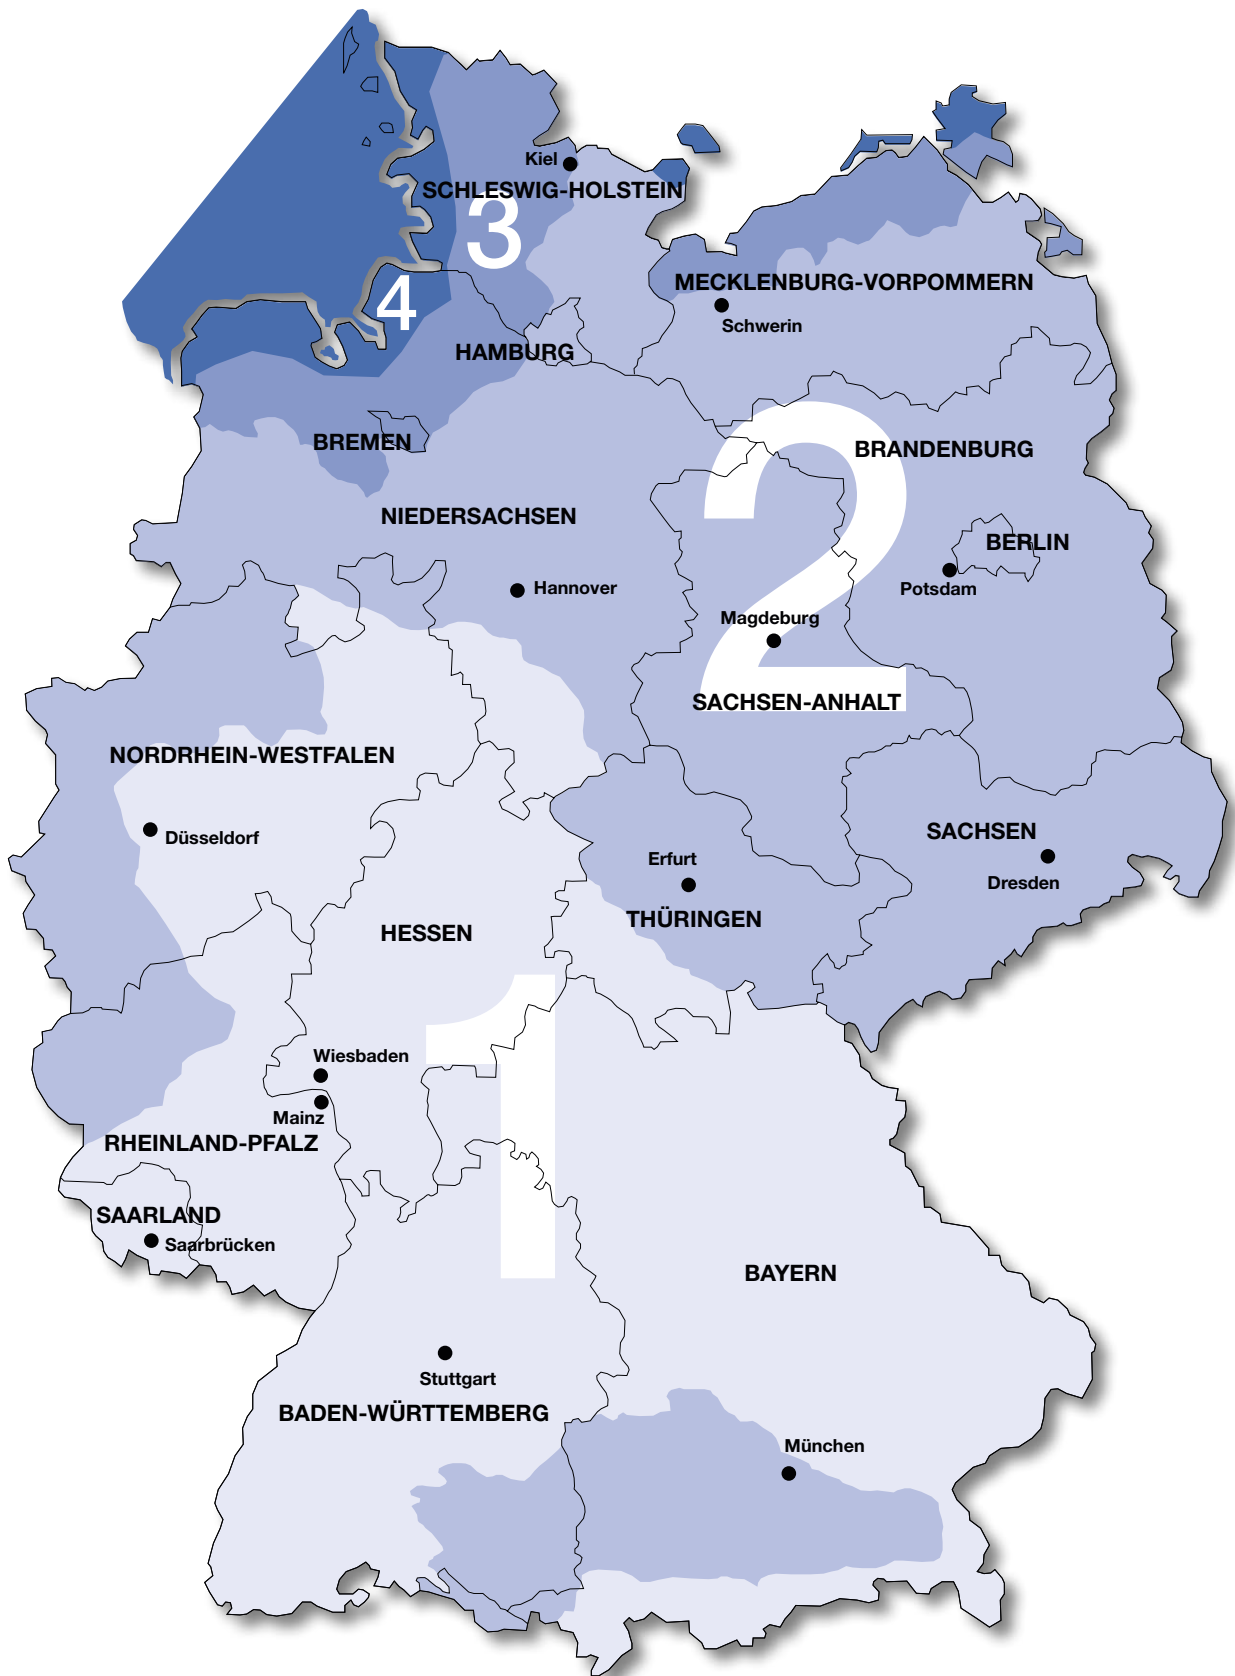 Kiel
SCHLESWIG-HOLSTEIN
3
4
MECKLENBURG-VORPOMMERN
Schwerin
HAMBURG
BREMEN
2
BRANDENBURG
NIEDERSACHSEN
BERLIN
Hannover
Potsdam
Magdeburg
SACHSEN-ANHALT
NORDRHEIN-WESTFALEN
Düsseldorf
SACHSEN
Erfurt
Dresden
THÜRINGEN
HESSEN
1
Wiesbaden
Mainz
RHEINLAND-PFALZ
SAARLAND
Saarbrücken
BAYERN
Stuttgart
BADEN-WÜRTTEMBERG
München